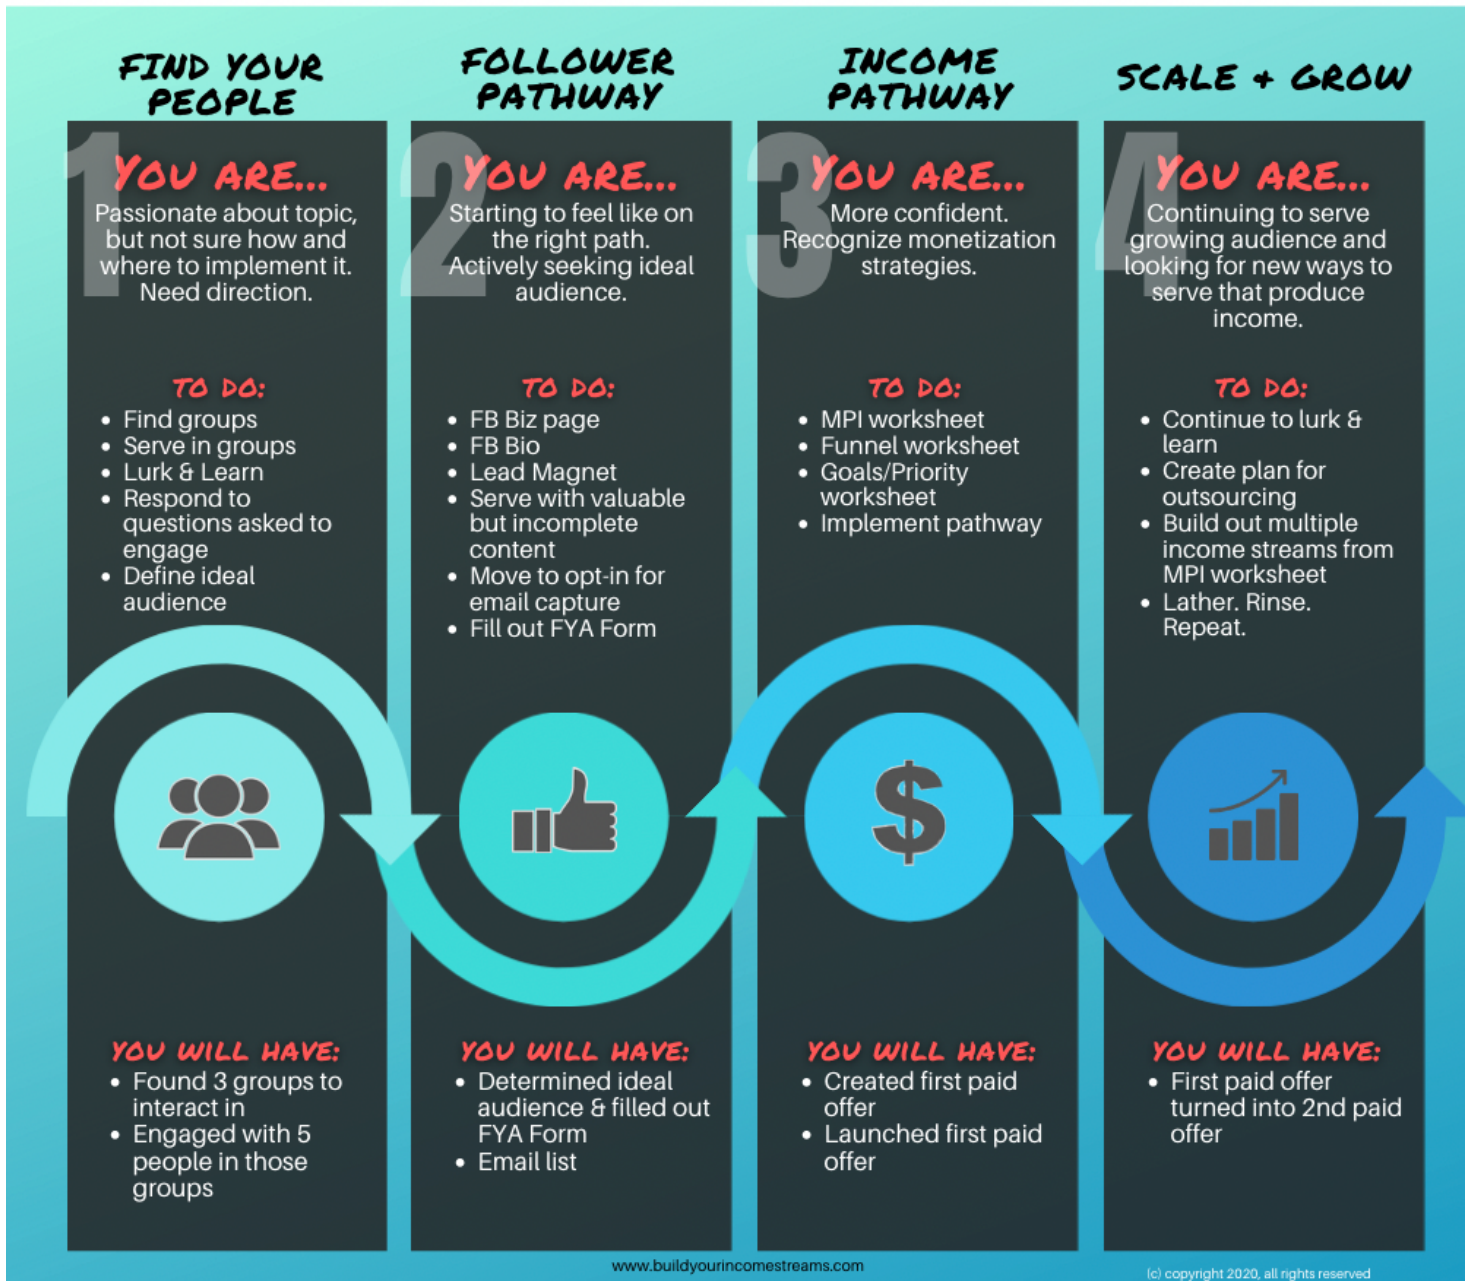 FIND YOUR
PEOPLE
1
YOU ARE...
Passionate about topic,
but not sure how and
where to implement it.
Need direction.
TO DO:
• Find groups
• Serve in groups
• Lurk & Learn
• Respond to
questions asked to
engage
• Define ideal
audience
YOU WILL HAVE:
• Found 3 groups to
interact in
• Engaged with 5
people in those
groups
FOLLOWER
PATHWAY
2
YOU ARE...
Starting to feel like on
the right path.
Actively seeking ideal
audience.
TO DO:
• FB Biz page
• FB Bio
• Lead Magnet
• Serve with valuable
but incomplete
content
• Move to opt-in for
email capture
• Fill out FYA Form
YOU WILL HAVE:
• Determined ideal
audience & filled out
FYA Form
• Email list
INCOME
PATHWAY
3
YOU ARE...
More confident.
Recognize monetization
strategies.
TO DO:
• MPI worksheet
• Funnel worksheet
• Goals/Priority
worksheet
• Implement pathway
$
YOU WILL HAVE:
• Created first paid
offer
• Launched first paid
offer
SCALE + GROW
4
YOU ARE...
Continuing to serve
growing audience and
looking for new ways to
serve that produce
income.
TO DO:
• Continue to lurk &
learn
• Create plan for
outsourcing
• Build out multiple
income streams from
MPI worksheet
• Lather. Rinse.
Repeat.
YOU WILL HAVE:
• First paid offer
turned into 2nd paid
offer
www.buildyourincomestreams.com
(c) copyright 2020, all rights reserved